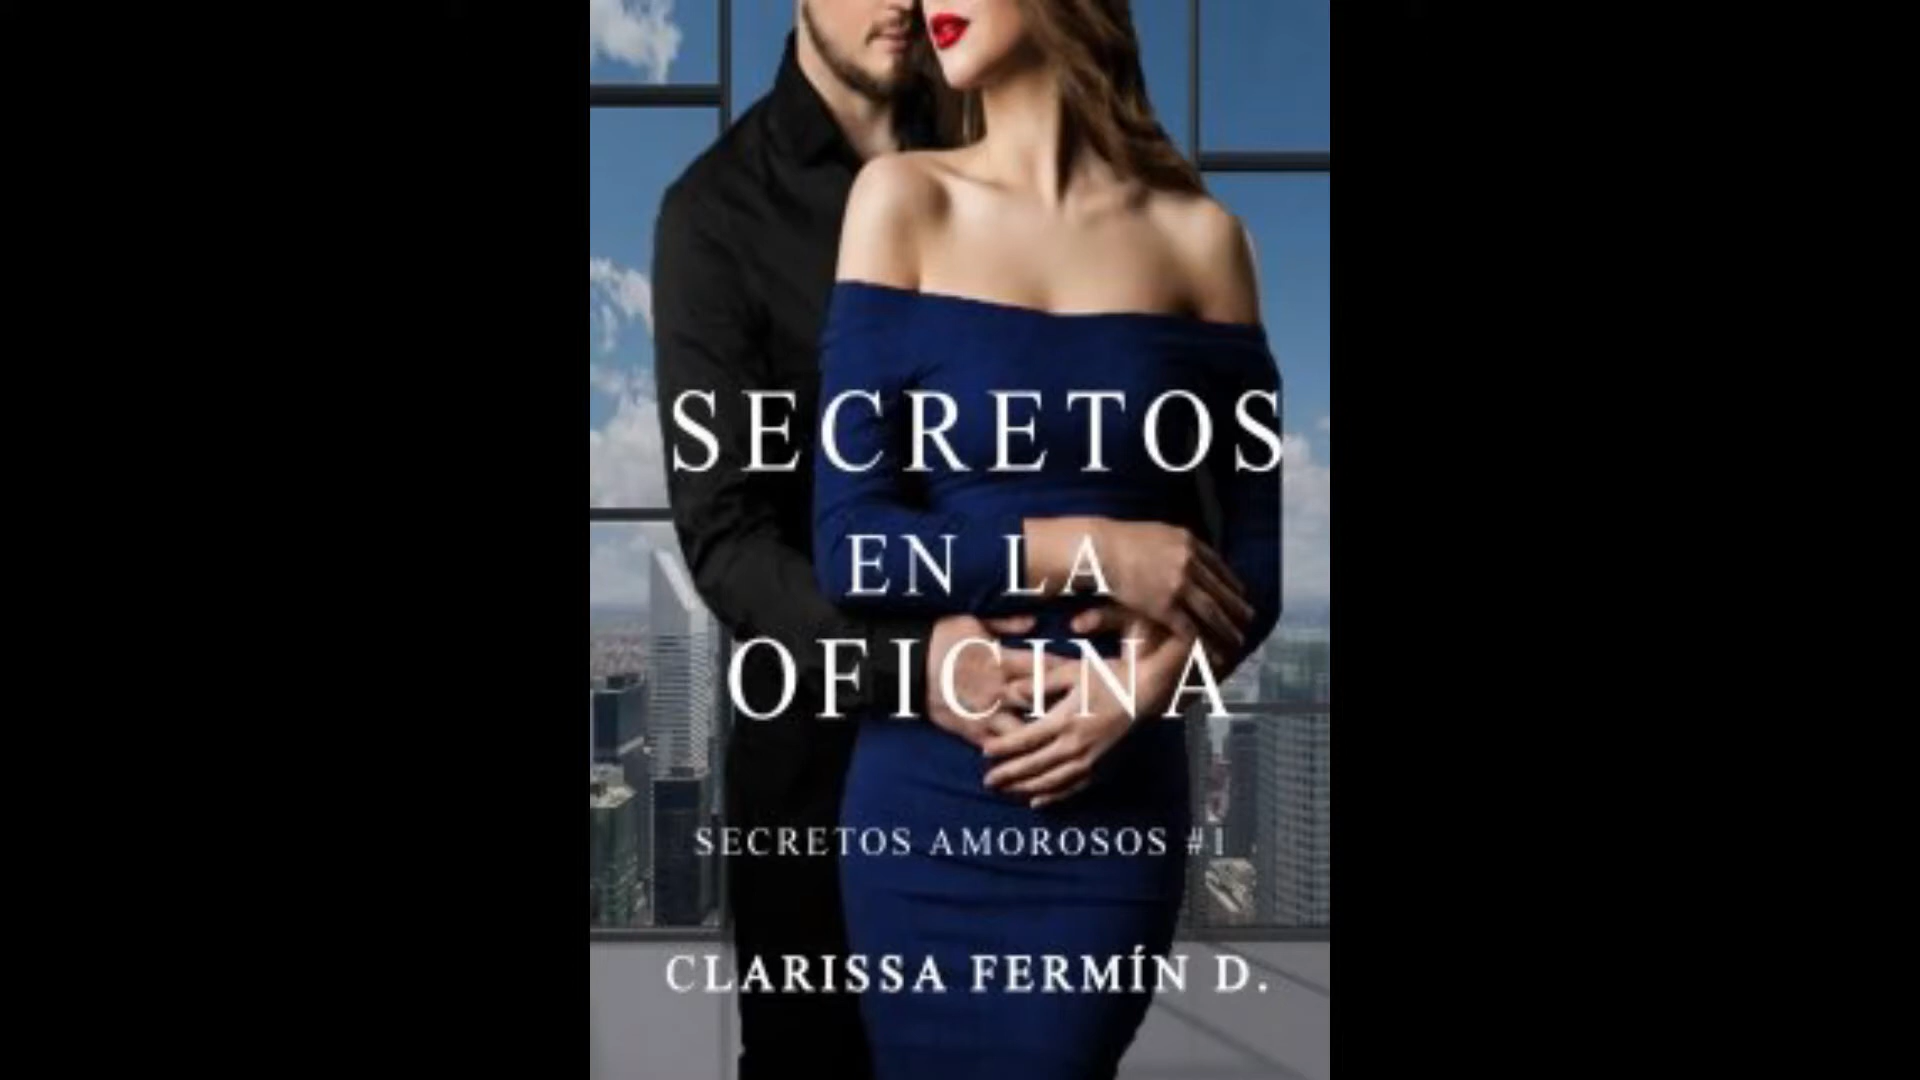 SECRETOS
EN LA
OFICINA
SECRETOS AMOROSOS #1
CLARISSA FERMÍN D.